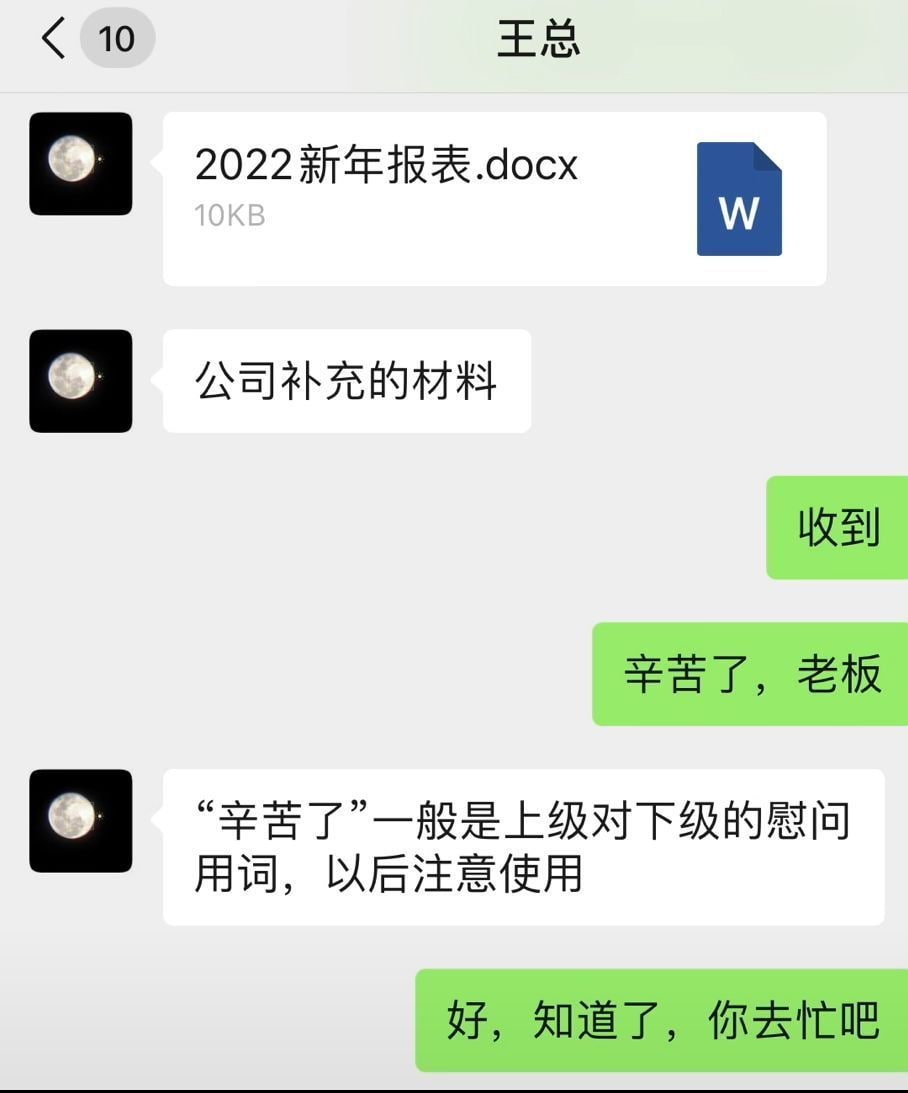 10
王总
2022新年报表.docx
10KB
W
公司补充的材料
收到
辛苦了，老板
“辛苦了”一般是上级对下级的慰问
用词，以后注意使用
好，知道了，你去忙吧